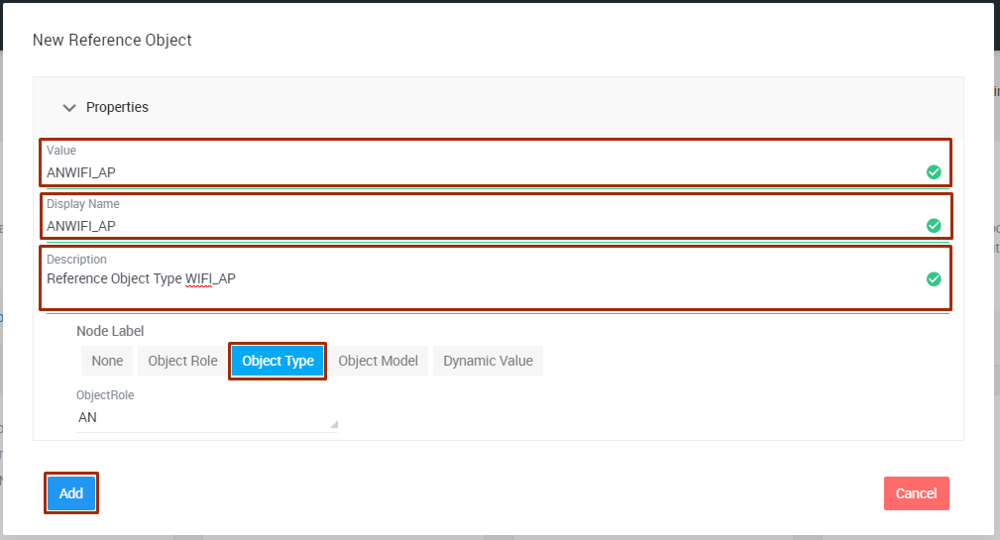 New Reference Object
Properties
Value
ANWIFI_AP
Display Name
ANWIFI_AP
Description
Reference Object Type WIFI_AP
Node Label
None Object Role Object Type Object Model Dynamic Value
ObjectRole
AN
Add Cancel